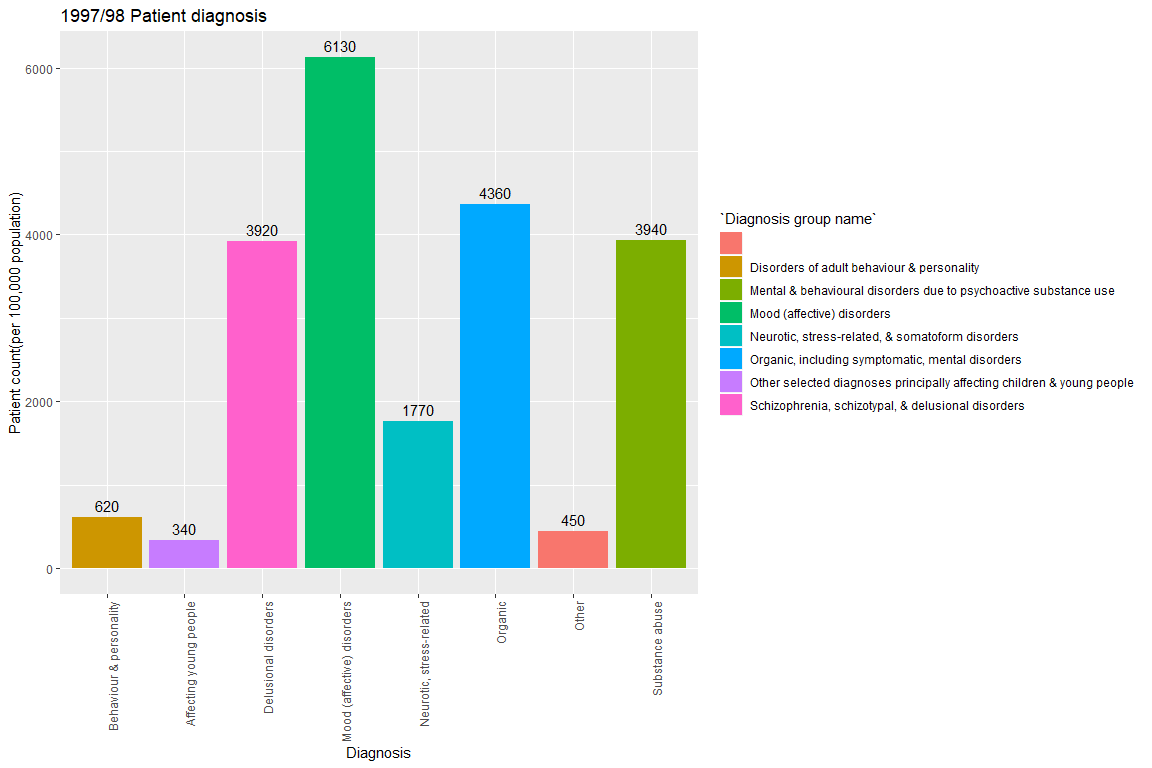 1997/98 Patient diagnosis
Patient count(per 100,000 population)
6000
4000
2000
0
620
340
3920
6130
1770
4360
450
3940
Behaviour & personality
Affecting young people
Delusional disorders
Mood (affective) disorders
Neurotic, stress-related
Organic
Other
Substance abuse
Diagnosis
`Diagnosis group name`
Disorders of adult behaviour & personality
Mental & behavioural disorders due to psychoactive substance use
Mood (affective) disorders
Neurotic, stress-related, & somatoform disorders
Organic, including symptomatic, mental disorders
Other selected diagnoses principally affecting children & young people
Schizophrenia, schizotypal, & delusional disorders